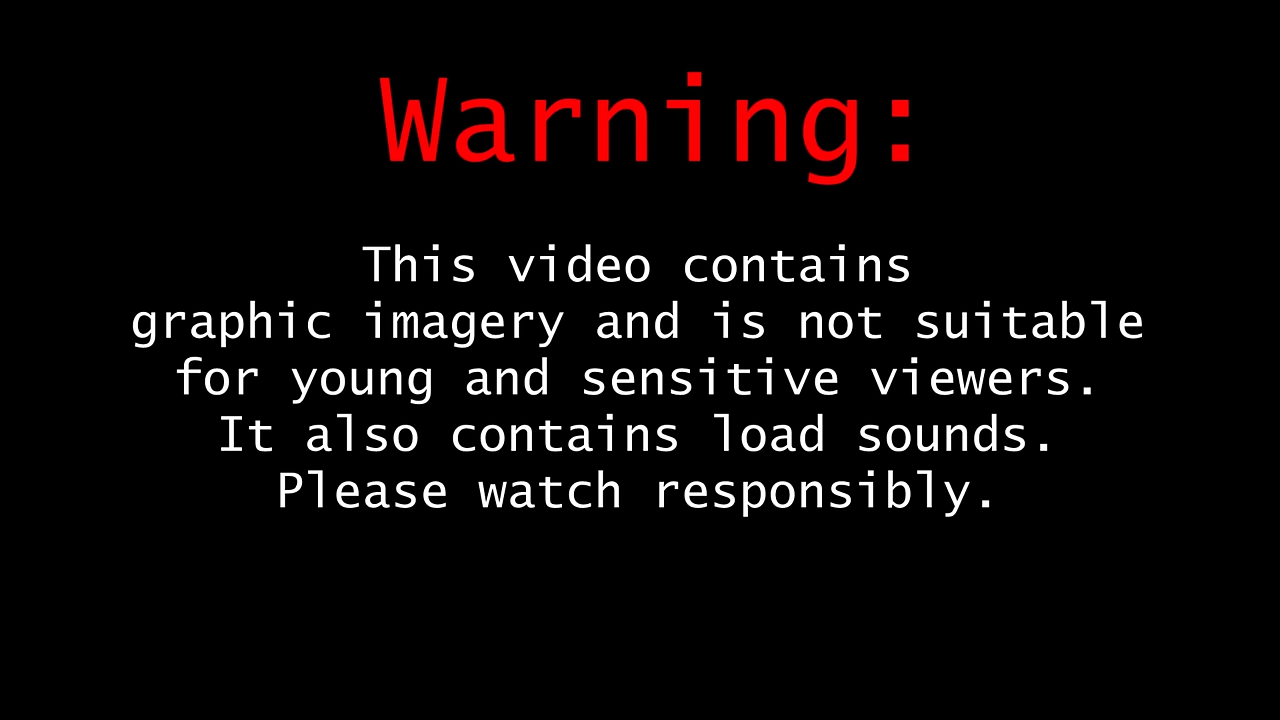 Warning:
This video contains
graphic imagery and is not suitable
for young and sensitive viewers.
It also contains load sounds.
Please watch responsibly.